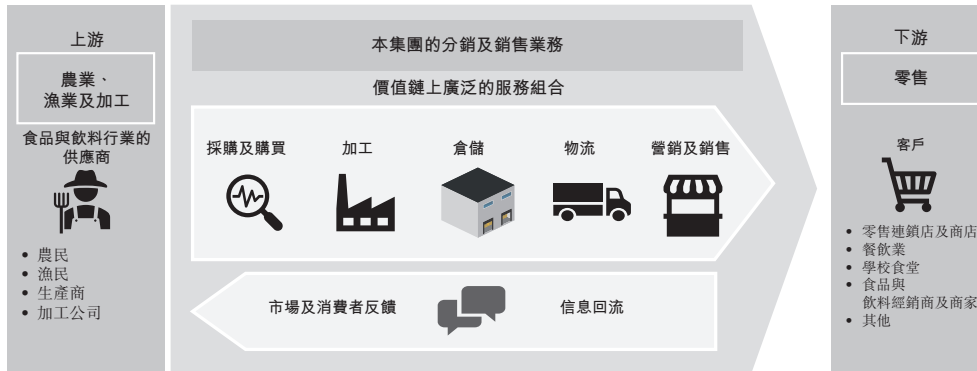 上游
農業、
漁業及加工
食品與飲料行業的
供應商
• 農民
• 漁民
• 生產商
• 加工公司
本集團的分銷及銷售業務
價值鏈上廣泛的服務組合
採購及購買
加工
倉儲
物流
營銷及銷售
市場及消費者反饋
信息回流
下游
零售
客戶
• 零售連鎖店及商店
• 餐飲業
• 學校食堂
• 食品與
飲料經銷商及商家
• 其他